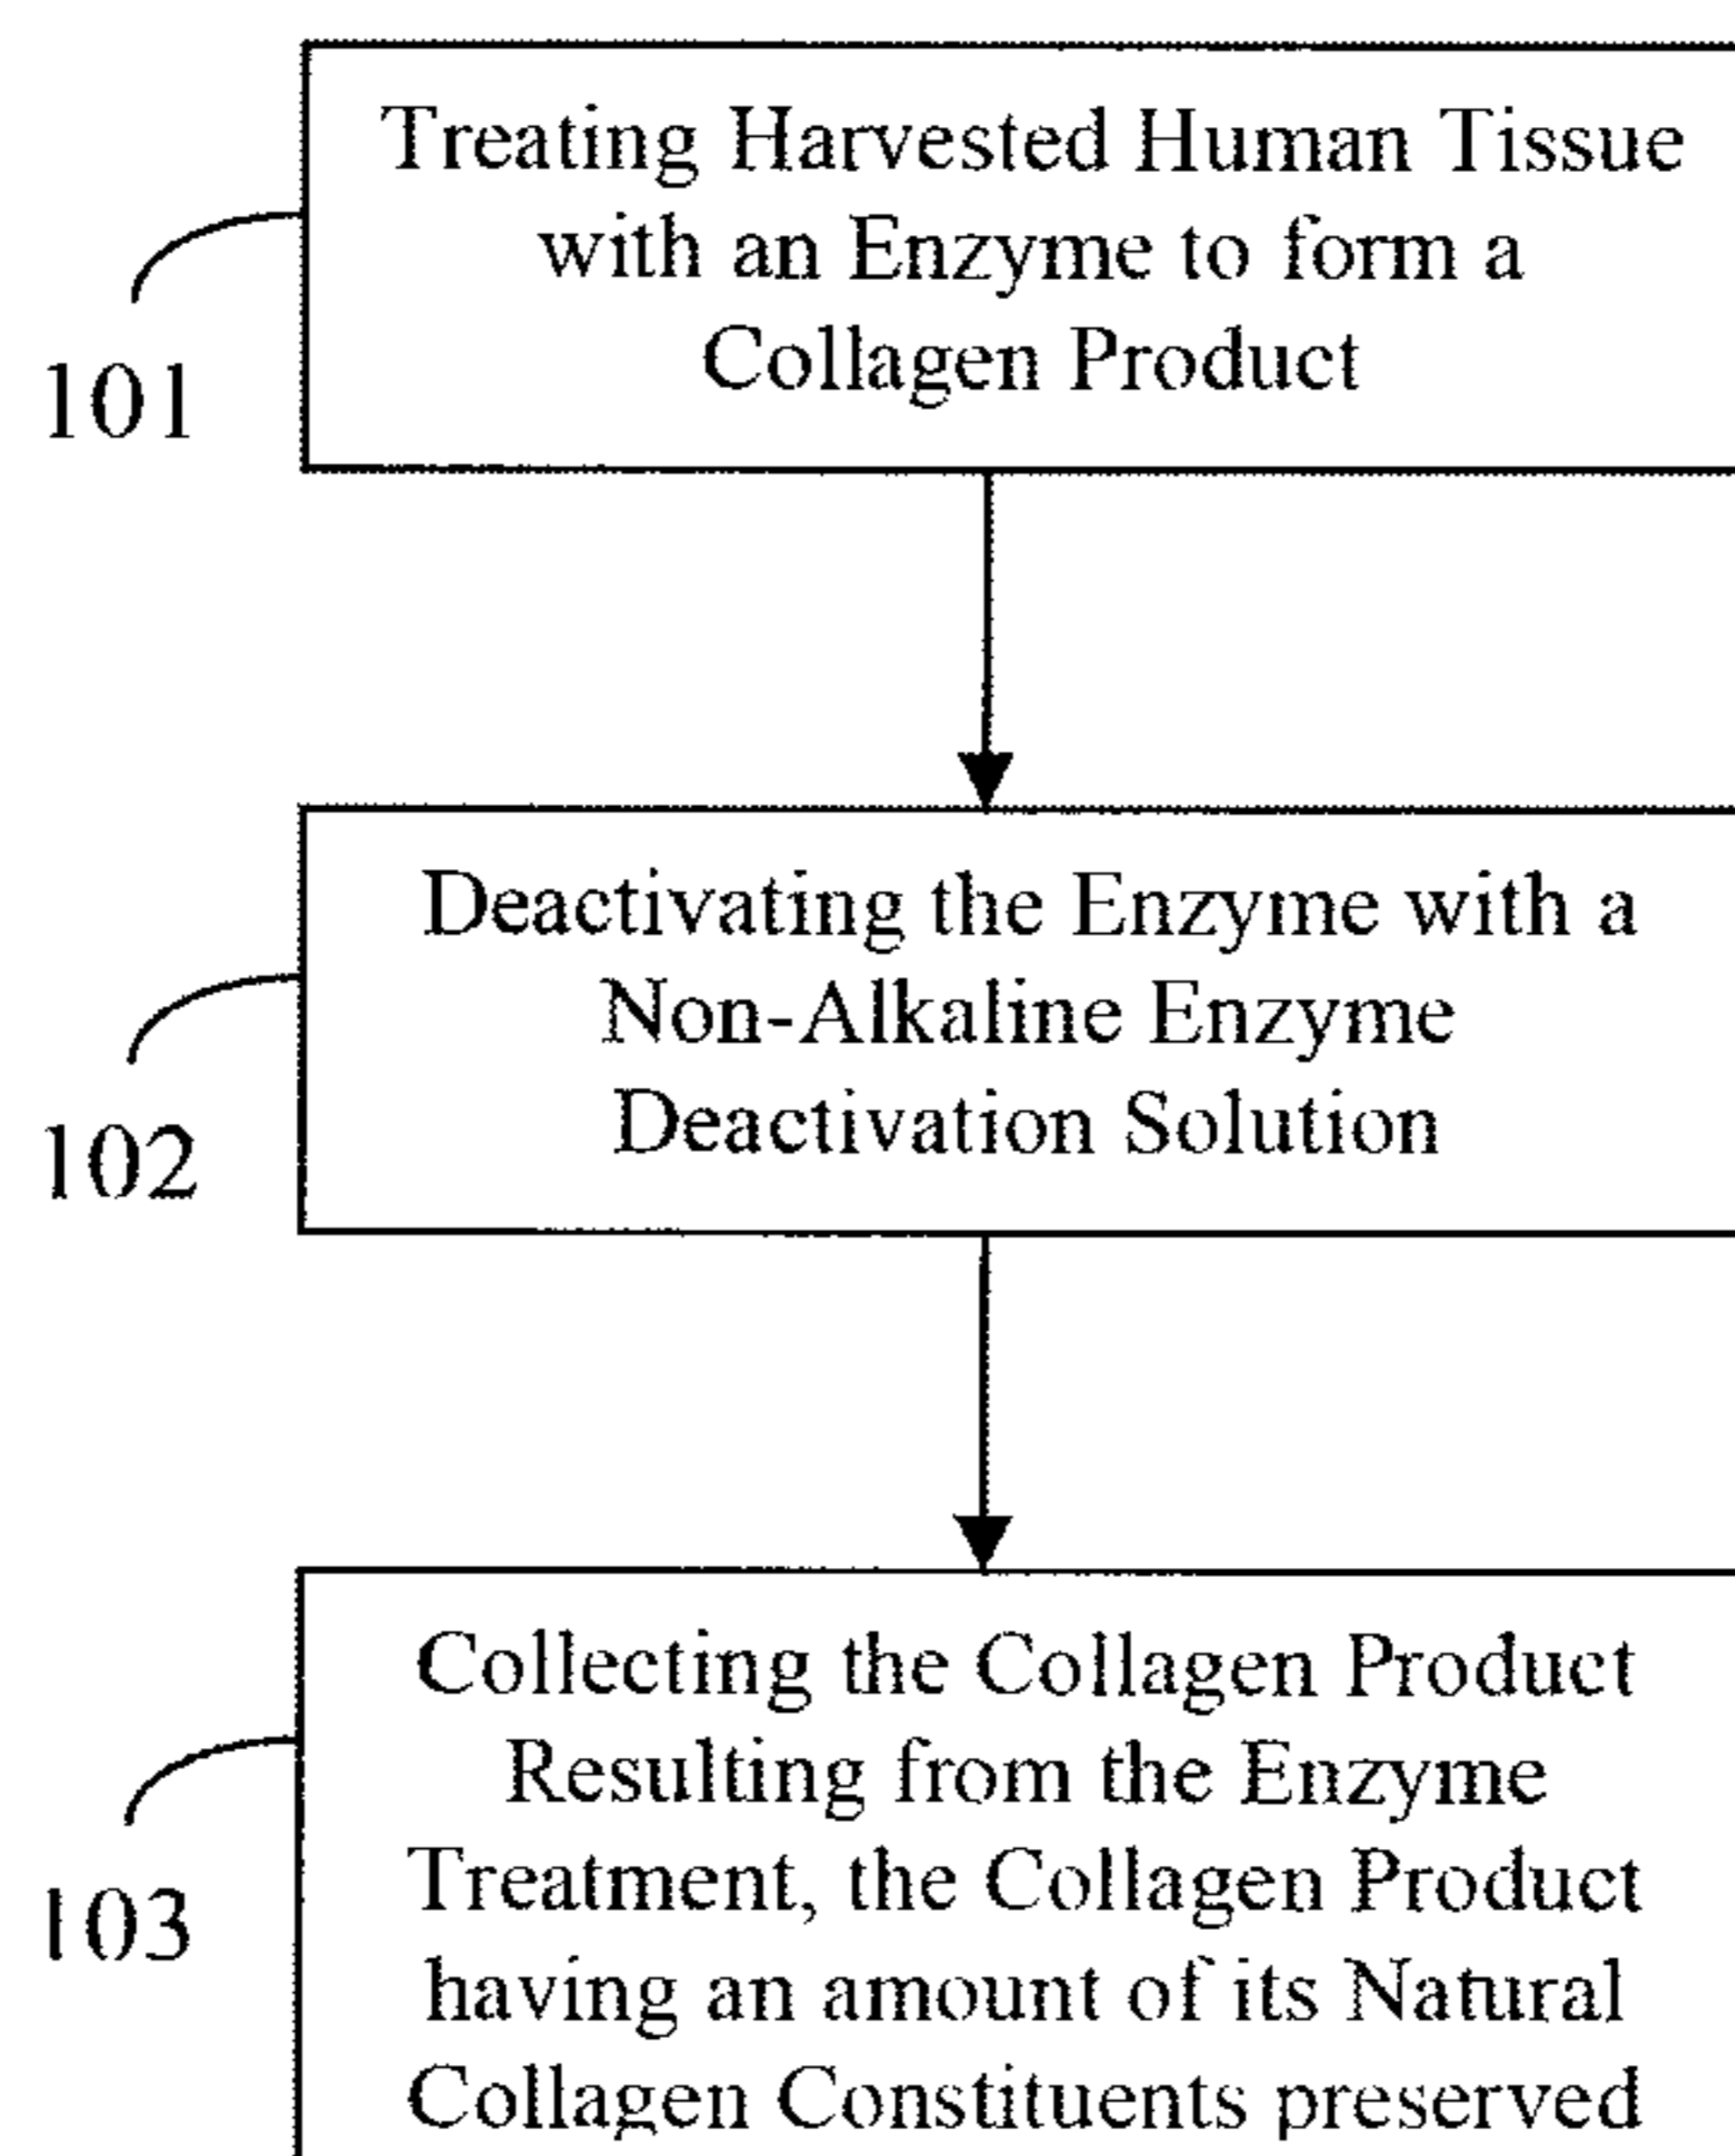 Treating Harvested Human Tissue
with an Enzyme to form a
Collagen Product
101
Deactivating the Enzyme with a
Non-Alkaline Enzyme
Deactivation Solution
102
Collecting the Collagen Product
Resulting from the Enzyme
Treatment, the Collagen Product
having an amount of its Natural
Collagen Constituents preserved
103